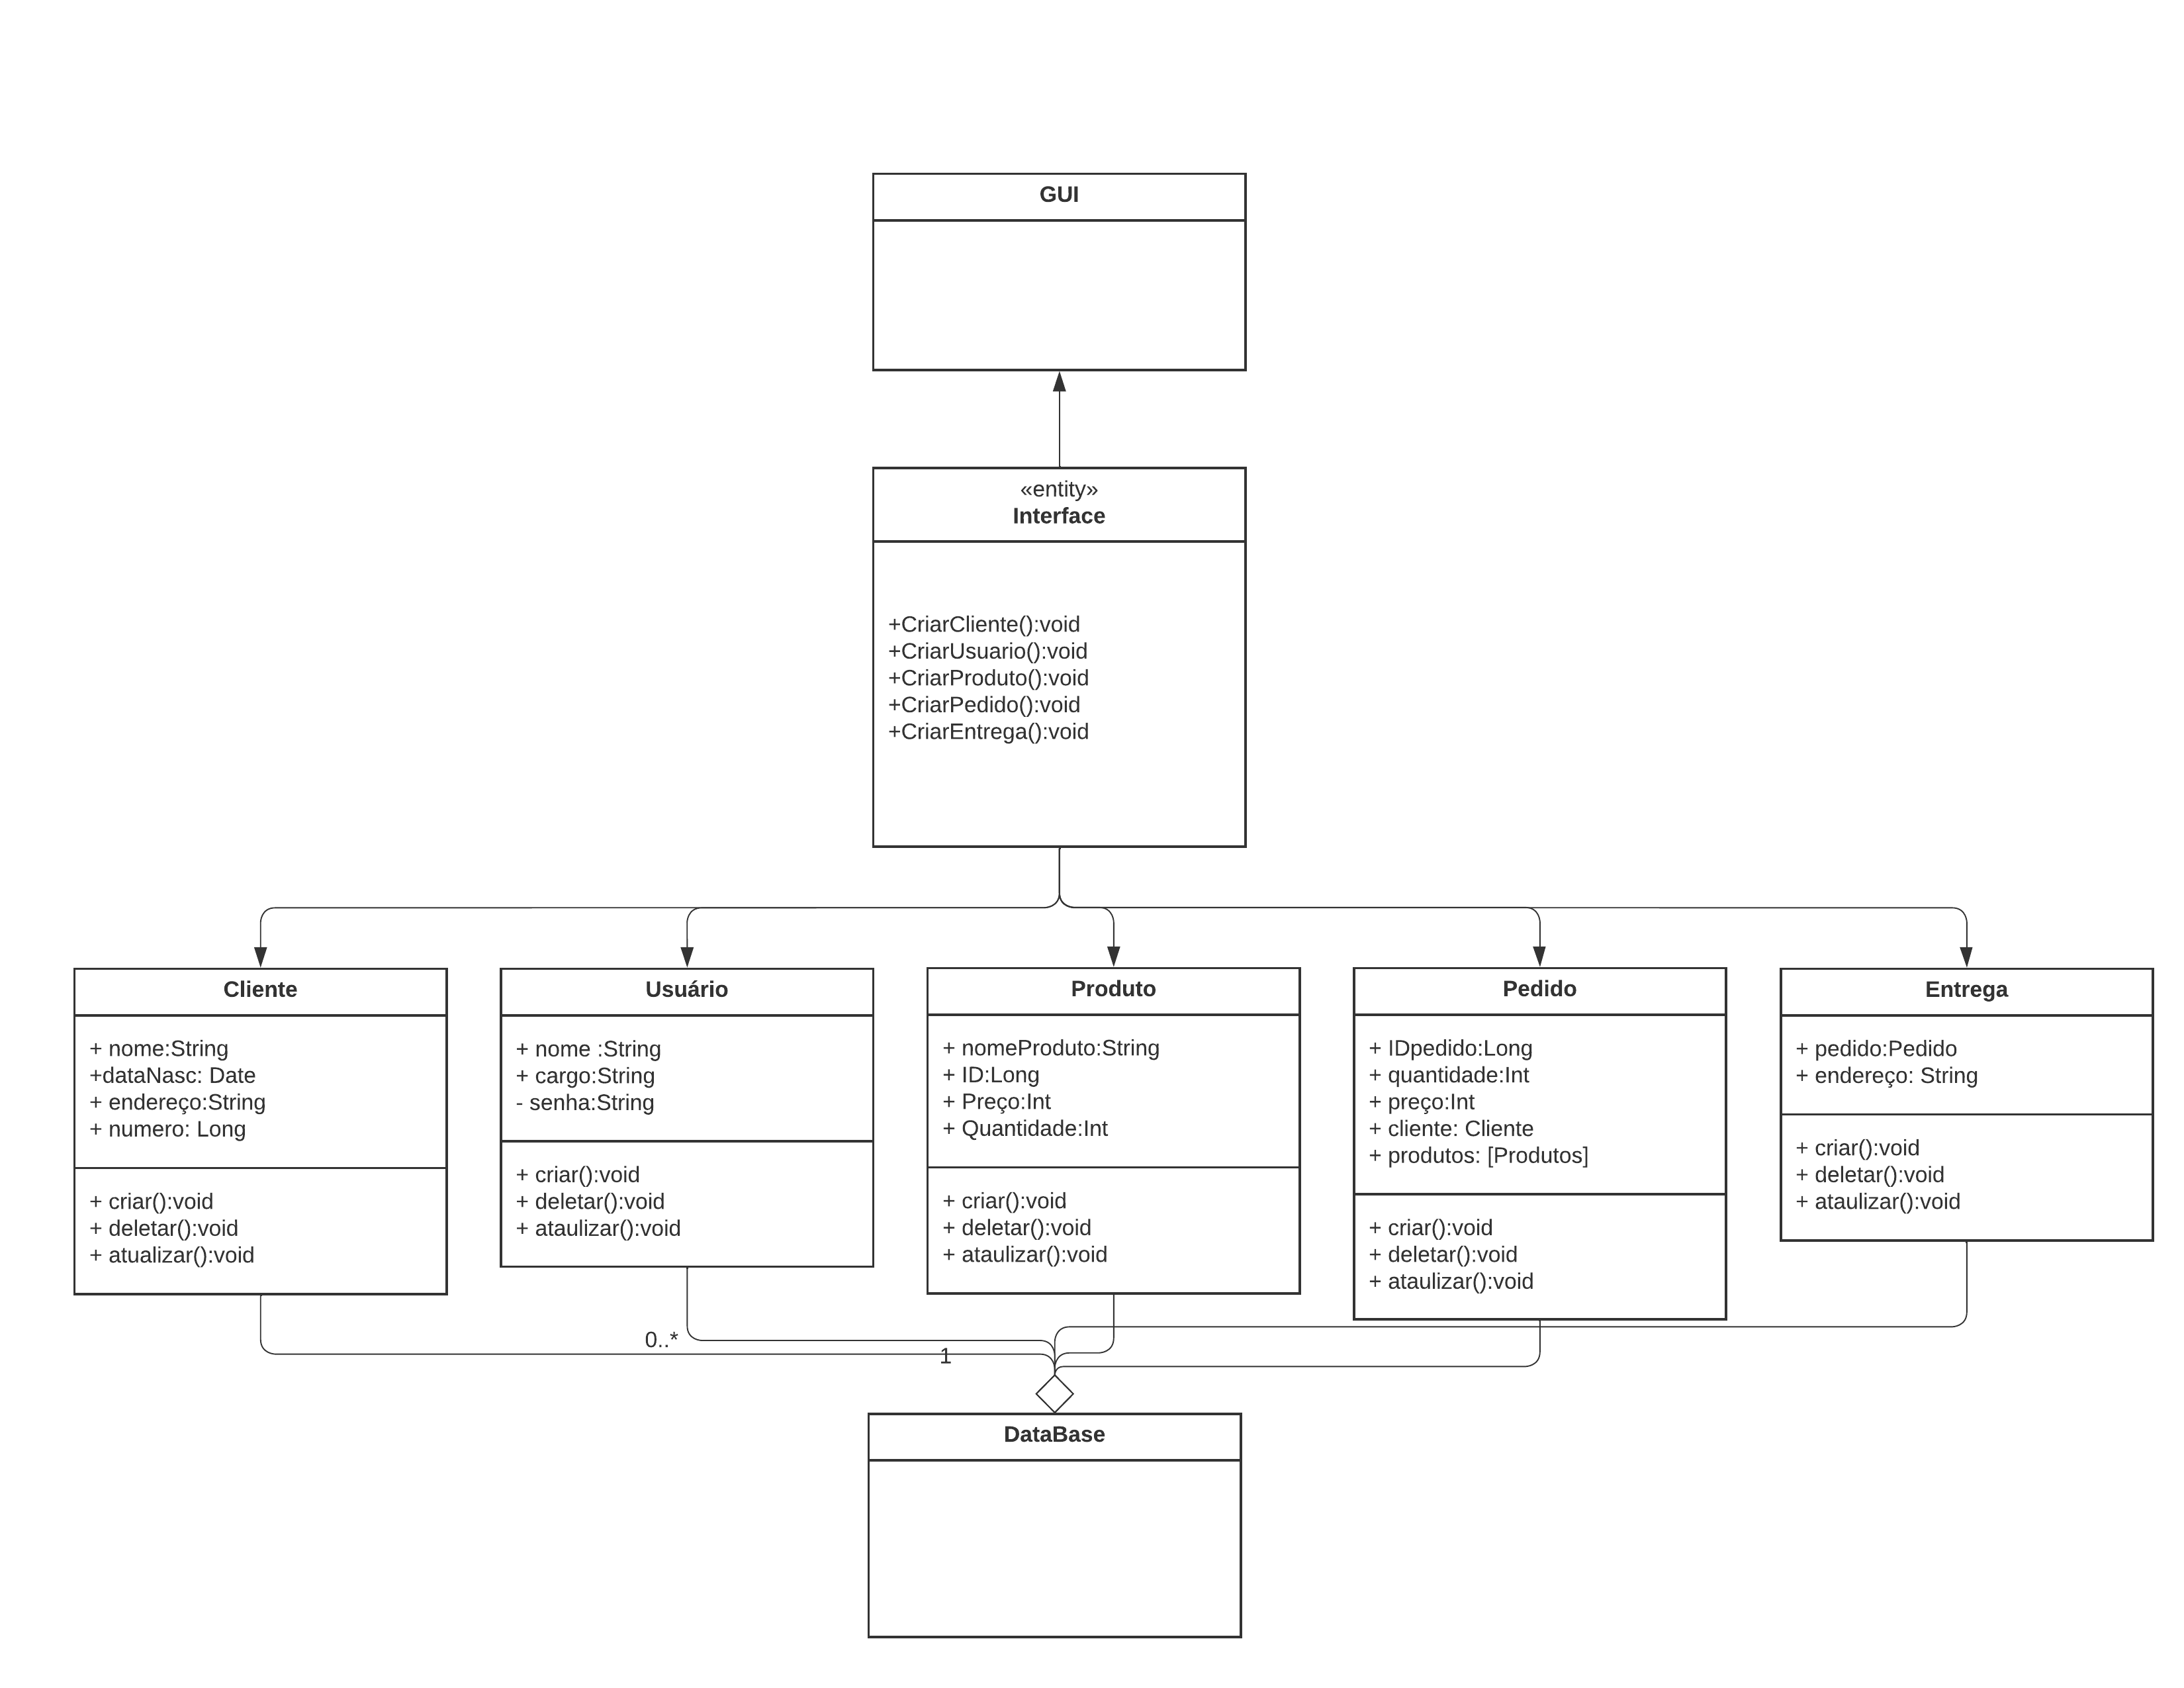 GUI
«entity»
Interface
+CriarCliente():void
+CriarUsuario():void
+CriarProduto():void
+CriarPedido():void
+CriarEntrega():void
Cliente
+ nome:String
+dataNasc: Date
+ endereço:String
+ numero: Long
+ criar():void
+ deletar():void
+ atualizar():void
Usuário
+ nome :String
+ cargo:String
- senha:String
+ criar():void
+ deletar():void
+ ataulizar():void
Produto
+ nomeProduto:String
+ ID:Long
+ Preço:Int
+ Quantidade:Int
+ criar():void
+ deletar():void
+ ataulizar():void
Pedido
+ IDpedido:Long
+ quantidade:Int
+ preço:Int
+ cliente: Cliente
+ produtos: [Produtos]
+ criar():void
+ deletar():void
+ ataulizar():void
Entrega
+ pedido:Pedido
+ endereço: String
+ criar():void
+ deletar():void
+ ataulizar():void
0..*
1
DataBase